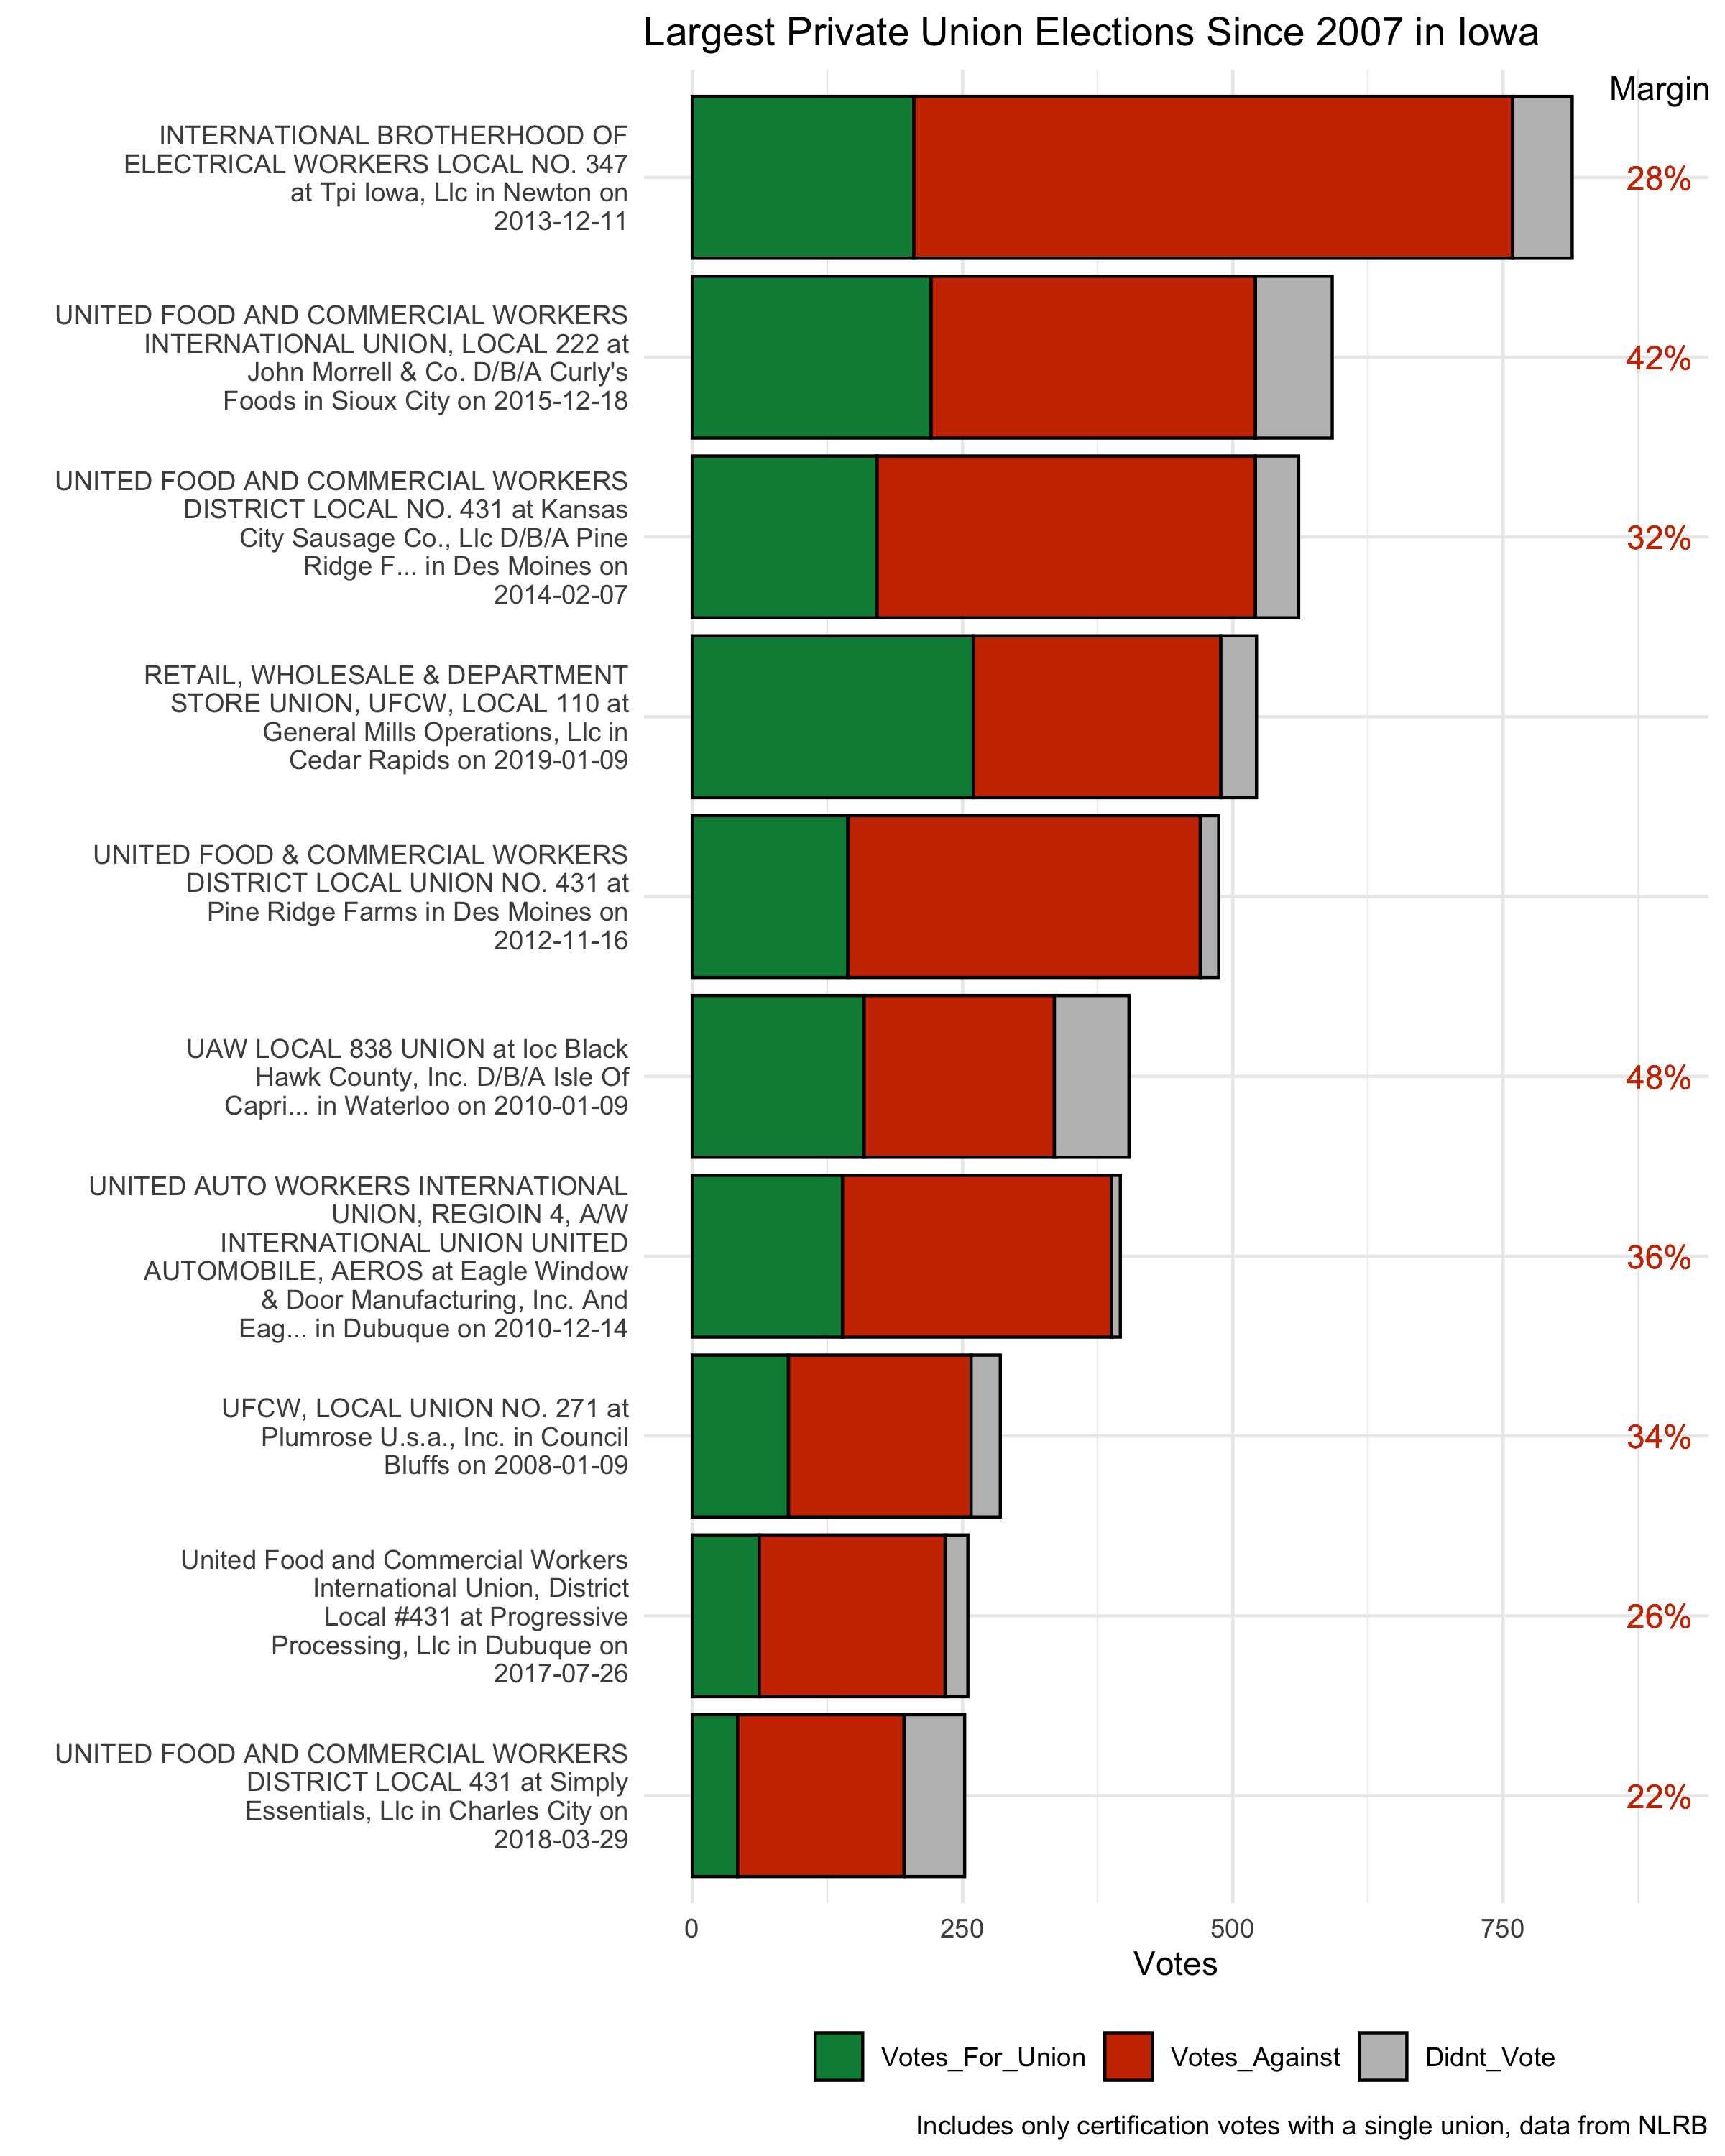 Largest Private Union Elections Since 2007 in Iowa
Margin
INTERNATIONAL BROTHERHOOD OF
ELECTRICAL WORKERS LOCAL NO. 347
at Tpi Iowa, Llc in Newton on
2013-12-11
28%
UNITED FOOD AND COMMERCIAL WORKERS
INTERNATIONAL UNION, LOCAL 222 at
John Morrell & Co. D/B/A Curly's
Foods in Sioux City on 2015-12-18
42%
UNITED FOOD AND COMMERCIAL WORKERS
DISTRICT LOCAL NO. 431 at Kansas
City Sausage Co., Llc D/B/A Pine
Ridge F... in Des Moines on
2014-02-07
32%
RETAIL, WHOLESALE & DEPARTMENT
STORE UNION, UFCW, LOCAL 110 at
General Mills Operations, Llc in
Cedar Rapids on 2019-01-09
UNITED FOOD & COMMERCIAL WORKERS
DISTRICT LOCAL UNION NO. 431 at
Pine Ridge Farms in Des Moines on
2012-11-16
UAW LOCAL 838 UNION at Ioc Black
Hawk County, Inc. D/B/A Isle Of
Capri... in Waterloo on 2010-01-09
48%
UNITED AUTO WORKERS INTERNATIONAL
UNION, REGIOIN 4, A/W
INTERNATIONAL UNION UNITED
AUTOMOBILE, AEROS at Eagle Window
& Door Manufacturing, Inc. And
Eag... in Dubuque on 2010-12-14
36%
UFCW, LOCAL UNION NO. 271 at
Plumrose U.s.a., Inc. in Council
Bluffs on 2008-01-09
34%
United Food and Commercial Workers
International Union, District
Local #431 at Progressive
Processing, Llc in Dubuque on
2017-07-26
26%
UNITED FOOD AND COMMERCIAL WORKERS
DISTRICT LOCAL 431 at Simply
Essentials, Llc in Charles City on
2018-03-29
22%
0 250 500 750
Votes
Votes_For_Union Votes_Against Didnt_Vote
Includes only certification votes with a single union, data from NLRB